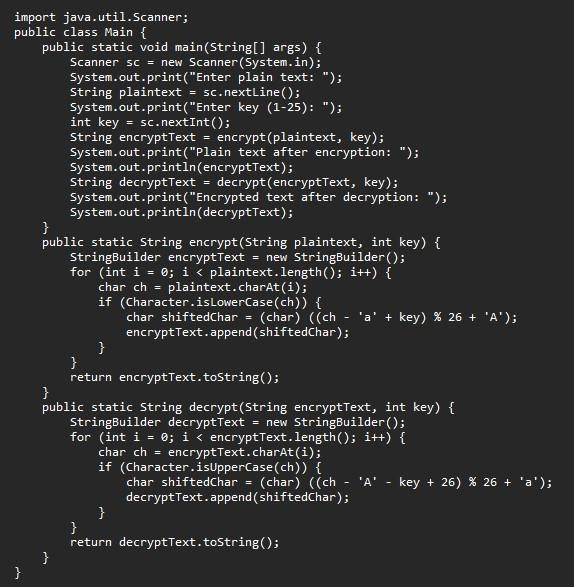 import java.util.Scanner;
public class Main {
    public static void main(String[] args) {
        Scanner sc = new Scanner(System.in);
        System.out.print("Enter plain text: ");
        String plaintext = sc.nextLine();
        System.out.print("Enter key (1-25): ");
        int key = sc.nextInt();
        String encryptText = encrypt(plaintext, key);
        System.out.print("Plain text after encryption: ");
        System.out.println(encryptText);
        String decryptText = decrypt(encryptText, key);
        System.out.print("Encrypted text after decryption: ");
        System.out.println(decryptText);
    }
    public static String encrypt(String plaintext, int key) {
        StringBuilder encryptText = new StringBuilder();
        for (int i = 0; i < plaintext.length(); i++) {
            char ch = plaintext.charAt(i);
            if (Character.isLowerCase(ch)) {
                char shiftedChar = (char) ((ch - 'a' + key) % 26 + 'A');
                encryptText.append(shiftedChar);
            }
        }
        return encryptText.toString();
    }
    public static String decrypt(String encryptText, int key) {
        StringBuilder decryptText = new StringBuilder();
        for (int i = 0; i < encryptText.length(); i++) {
            char ch = encryptText.charAt(i);
            if (Character.isUpperCase(ch)) {
                char shiftedChar = (char) ((ch - 'A' - key + 26) % 26 + 'a');
                decryptText.append(shiftedChar);
            }
        }
        return decryptText.toString();
    }
}